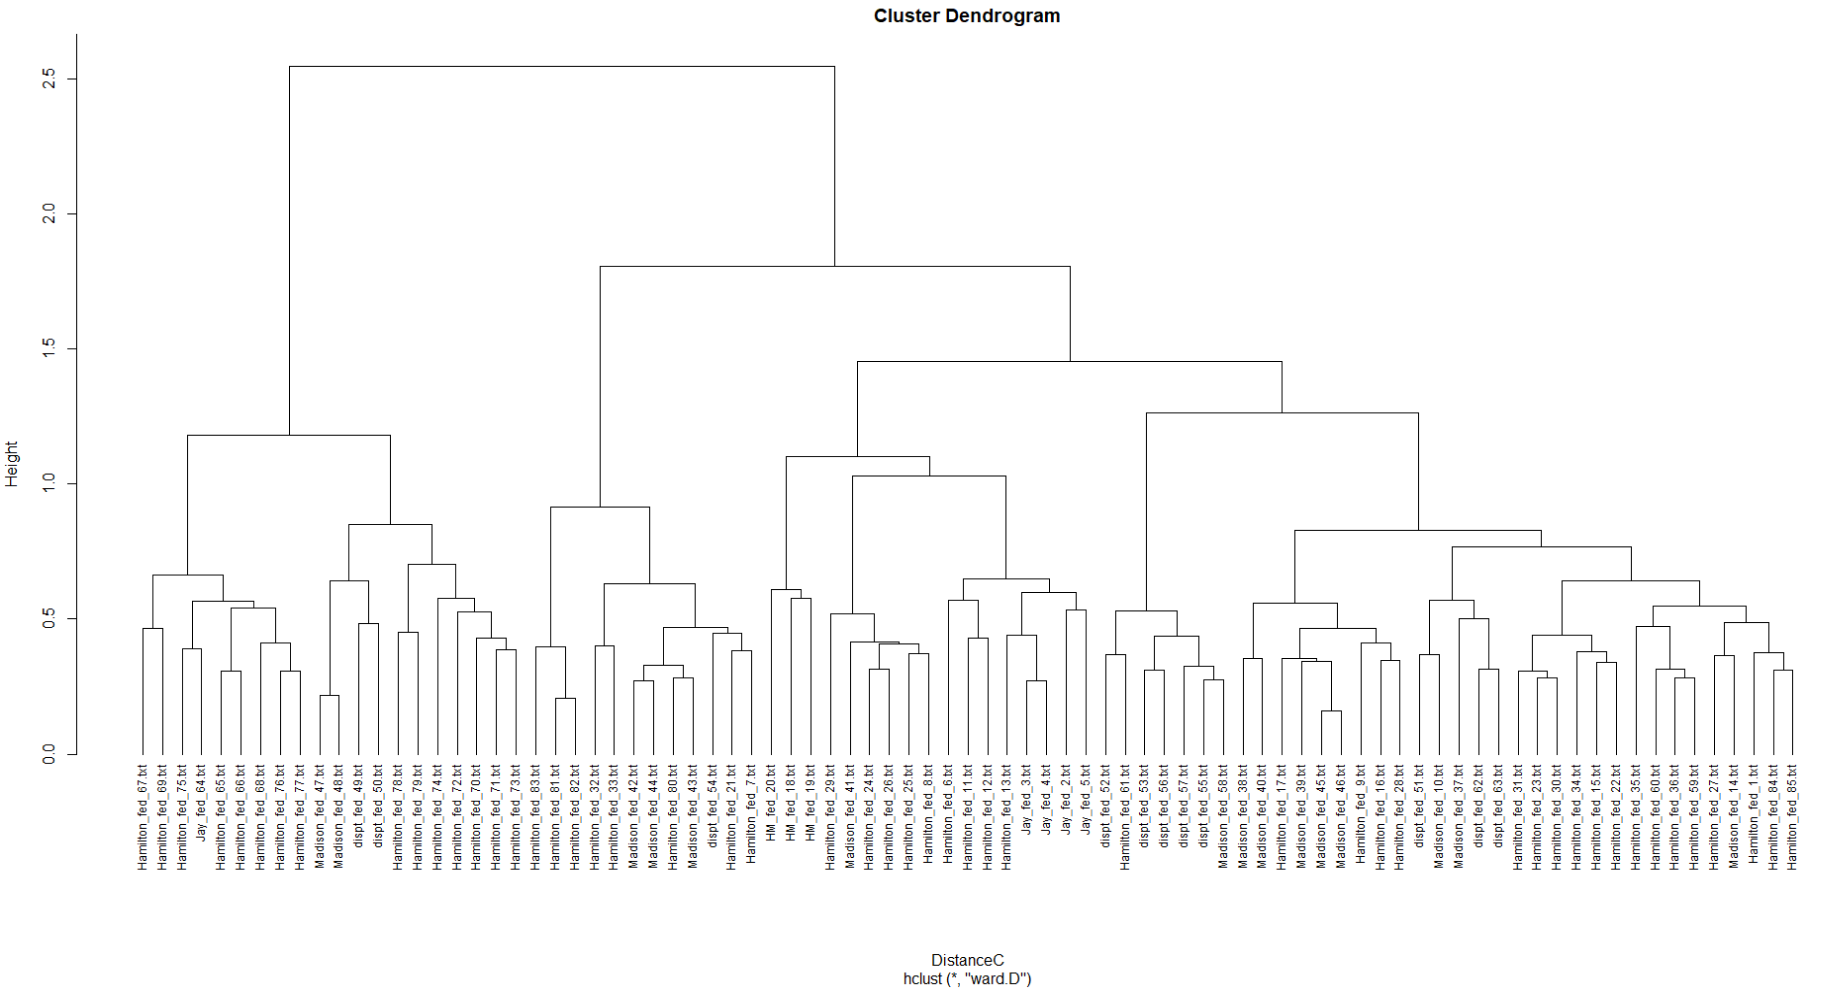 Cluster Dendrogram
Height
2.5
2.0
1.5
1.0
0.5
0.0
Hamilton_fed_67.txt
Hamilton_fed_69.txt
Hamilton_fed_75.txt
Jay_fed_64.txt
Hamilton_fed_65.txt
Hamilton_fed_66.txt
Hamilton_fed_68.txt
Hamilton_fed_76.txt
Hamilton_fed_77.txt
Madison_fed_47.txt
Madison_fed_48.txt
dispt_fed_49.txt
dispt_fed_50.txt
Hamilton_fed_78.txt
Hamilton_fed_79.txt
Hamilton_fed_74.txt
Hamilton_fed_72.txt
Hamilton_fed_70.txt
Hamilton_fed_71.txt
Hamilton_fed_73.txt
Hamilton_fed_83.txt
Hamilton_fed_81.txt
Hamilton_fed_82.txt
Hamilton_fed_32.txt
Hamilton_fed_33.txt
Madison_fed_42.txt
Madison_fed_44.txt
Hamilton_fed_80.txt
Madison_fed_43.txt
dispt_fed_54.txt
Hamilton_fed_21.txt
Hamilton_fed_7.txt
HM_fed_20.txt
HM_fed_18.txt
HM_fed_19.txt
Hamilton_fed_29.txt
Madison_fed_41.txt
Hamilton_fed_24.txt
Hamilton_fed_26.txt
Hamilton_fed_25.txt
Hamilton_fed_8.txt
Hamilton_fed_6.txt
Hamilton_fed_11.txt
Hamilton_fed_12.txt
Hamilton_fed_13.txt
Jay_fed_3.txt
Jay_fed_4.txt
Jay_fed_2.txt
Jay_fed_5.txt
dispt_fed_52.txt
Hamilton_fed_61.txt
dispt_fed_53.txt
dispt_fed_56.txt
dispt_fed_57.txt
dispt_fed_55.txt
Madison_fed_58.txt
Madison_fed_38.txt
Madison_fed_40.txt
Hamilton_fed_17.txt
Madison_fed_39.txt
Madison_fed_45.txt
Madison_fed_46.txt
Hamilton_fed_9.txt
Hamilton_fed_16.txt
Hamilton_fed_28.txt
dispt_fed_51.txt
Madison_fed_10.txt
Madison_fed_37.txt
dispt_fed_62.txt
dispt_fed_63.txt
Hamilton_fed_31.txt
Hamilton_fed_23.txt
Hamilton_fed_30.txt
Hamilton_fed_34.txt
Hamilton_fed_15.txt
Hamilton_fed_22.txt
Hamilton_fed_35.txt
Hamilton_fed_60.txt
Hamilton_fed_36.txt
Hamilton_fed_59.txt
Hamilton_fed_27.txt
Madison_fed_14.txt
Hamilton_fed_1.txt
Hamilton_fed_84.txt
Hamilton_fed_85.txt
DistanceC
hclust (*, "ward.D")